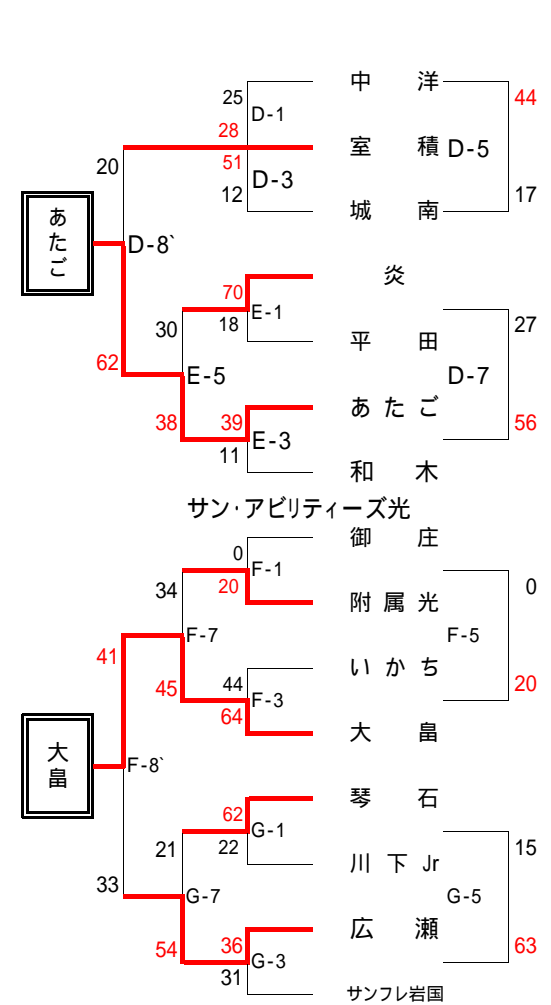 中 洋
25
44
D-1
28
室 積
D-5
51
20
D-3
12
17
城 南
あたご
D-8`
炎
70
E-1
27
30
18
平 田
62
E-5
D-7
あ た ご
38
39
56
E-3
11
和 木
サン・アビリティーズ光
御 庄
0
F-1
34
20
0
附 属 光
F-7
F-5
41
い か ち
45
44
F-3
20
64
大 畠
大畠
F-8`
琴 石
62
G-1
21
22
15
川 下 Jr
33
G-7
G-5
広 瀬
54
36
63
G-3
31
サンフレ岩国